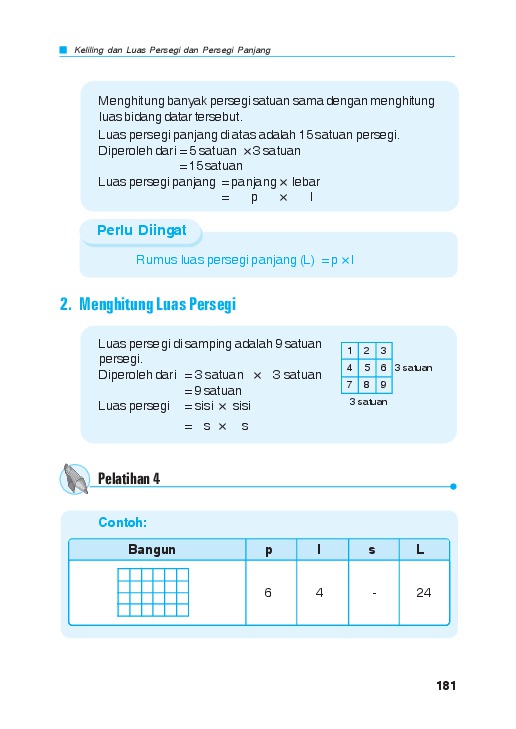 Keliling dan Luas Persegi dan Persegi Panjang
Menghitung banyak persegi satuan sama dengan menghitung
luas bidang datar tersebut.
Luas persegi panjang di atas adalah 15 satuan persegi.
Diperoleh dari = 5 satuan × 3 satuan
= 15 satuan
Luas persegi panjang = panjang × lebar
= p × l
Perlu Diingat
Rumus luas persegi panjang (L) = p × l
2. Menghitung Luas Persegi
Luas persegi di samping adalah 9 satuan
persegi.
Diperoleh dari = 3 satuan × 3 satuan
= 9 satuan
Luas persegi = sisi × sisi
= s × s
1 2 3
4 5 6 3 satuan
7 8 9
3 satuan
Pelatihan 4
Contoh:
Bangun p l s L
6 4 - 24
181